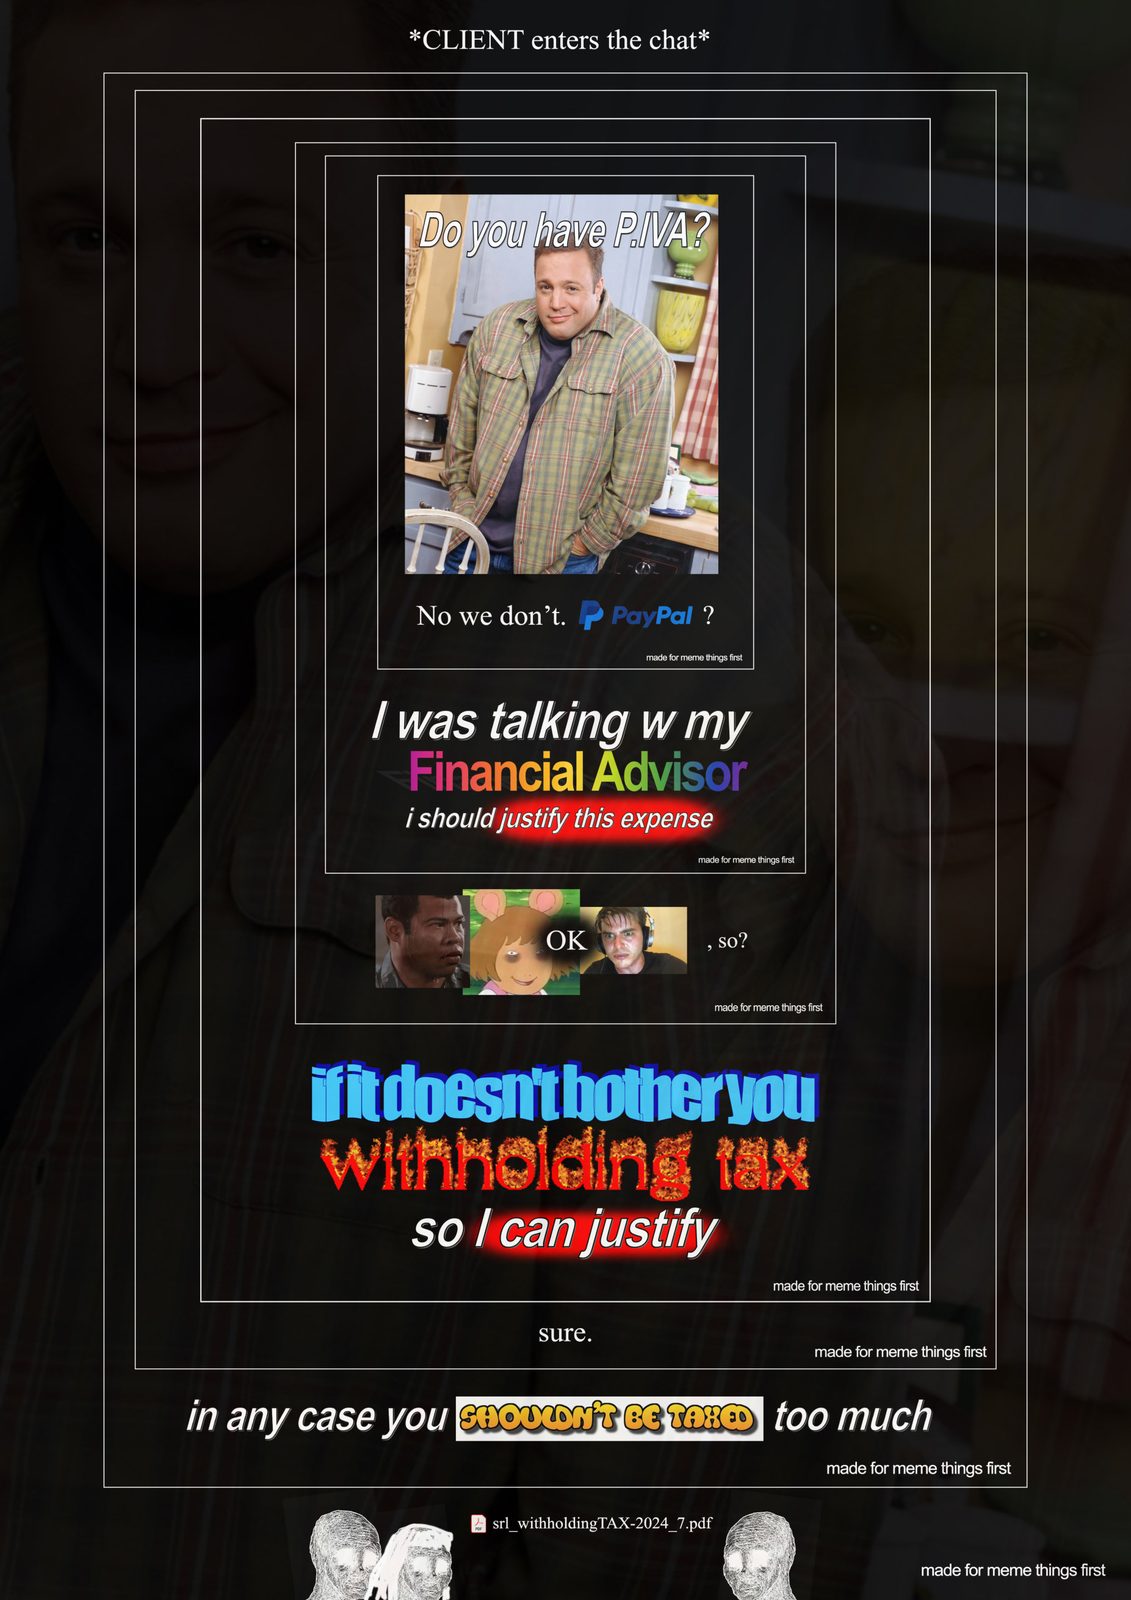 *CLIENT enters the chat*
Do you have P.IVA?
No we don’t. PayPal ?
made for meme things first
I was talking w my
Financial Advisor
i should justify this expense
made for meme things first
OK , so?
made for meme things first
if it doesn't bother you
withholding tax
so I can justify
made for meme things first
sure.
made for meme things first
in any case you SHOULDN'T BE TAXED too much
made for meme things first
srl_withholdingTAX-2024_7.pdf
made for meme things first